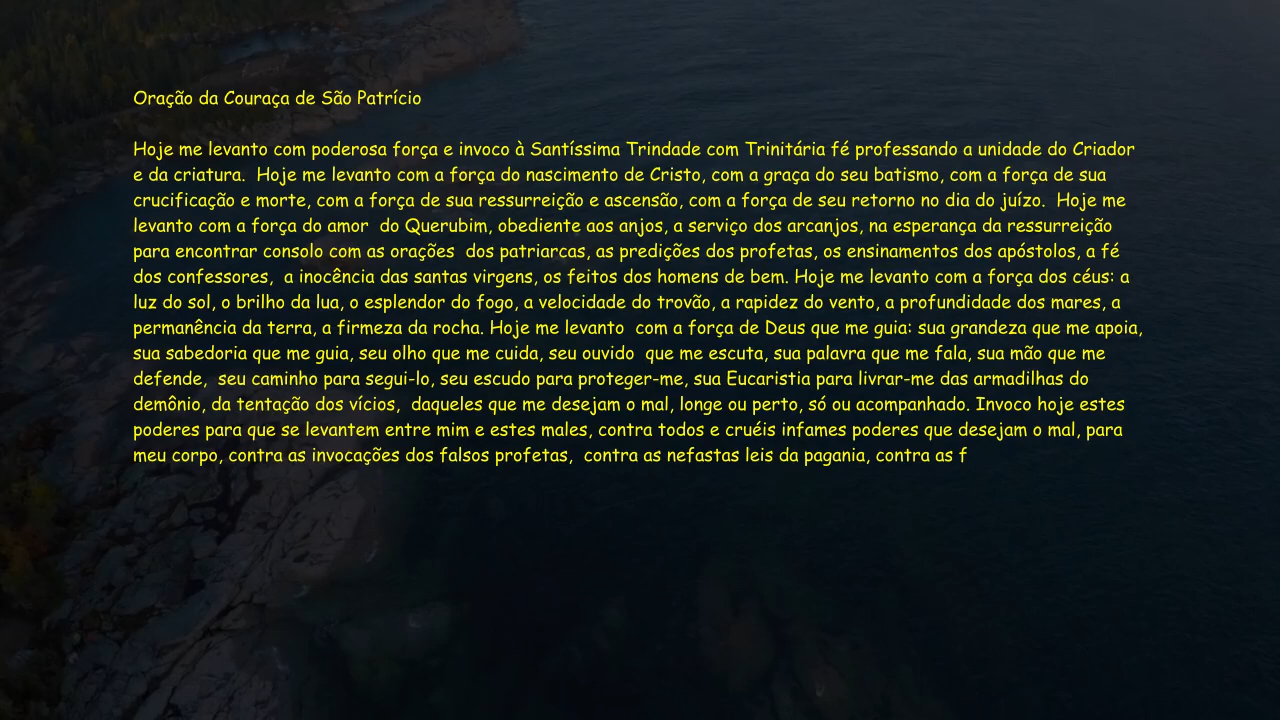 Oração da Couraça de São Patrício
Hoje me levanto com poderosa força e invoco à Santíssima Trindade com Trinitária fé professando a unidade do Criador
e da criatura.  Hoje me levanto com a força do nascimento de Cristo, com a graça do seu batismo, com a força de sua
crucificação e morte, com a força de sua ressurreição e ascensão, com a força de seu retorno no dia do juízo.  Hoje me
levanto com a força do amor  do Querubim, obediente aos anjos, a serviço dos arcanjos, na esperança da ressurreição
para encontrar consolo com as orações  dos patriarcas, as predições dos profetas, os ensinamentos dos apóstolos, a fé
dos confessores,  a inocência das santas virgens, os feitos dos homens de bem. Hoje me levanto com a força dos céus: a
luz do sol, o brilho da lua, o esplendor do fogo, a velocidade do trovão, a rapidez do vento, a profundidade dos mares, a
permanência da terra, a firmeza da rocha. Hoje me levanto  com a força de Deus que me guia: sua grandeza que me apoia,
sua sabedoria que me guia, seu olho que me cuida, seu ouvido  que me escuta, sua palavra que me fala, sua mão que me
defende,  seu caminho para segui-lo, seu escudo para proteger-me, sua Eucaristia para livrar-me das armadilhas do
demônio, da tentação dos vícios,  daqueles que me desejam o mal, longe ou perto, só ou acompanhado. Invoco hoje estes
poderes para que se levantem entre mim e estes males, contra todos e cruéis infames poderes que desejam o mal, para
meu corpo, contra as invocações dos falsos profetas,  contra as nefastas leis da pagania, contra as f